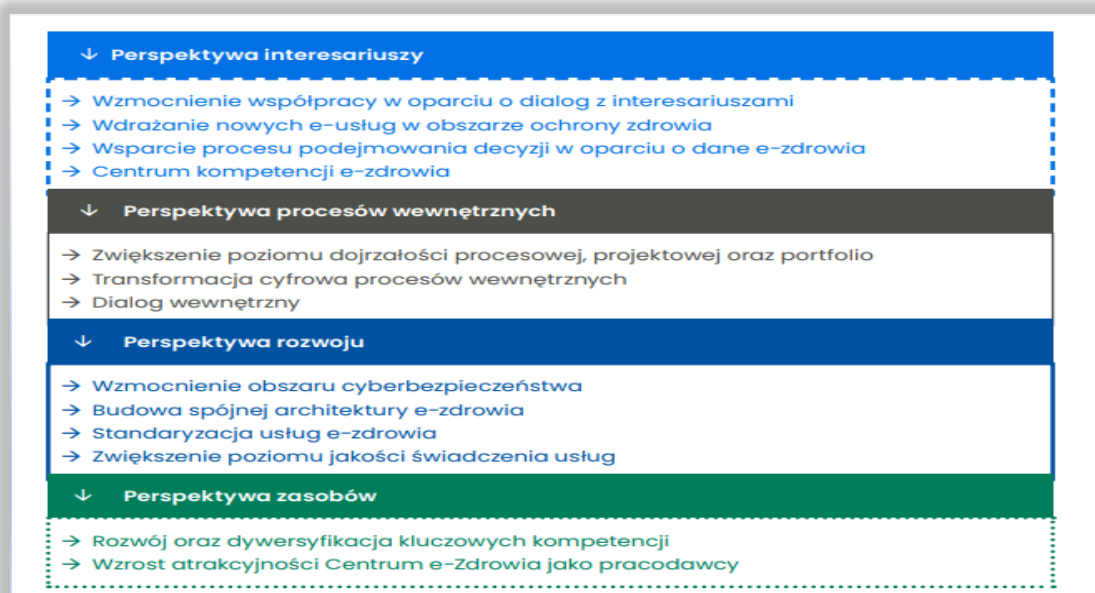 ↓ Perspektywa interesariuszy
→ Wzmocnienie współpracy w oparciu o dialog z interesariuszami
→ Wdrażanie nowych e-usług w obszarze ochrony zdrowia
→ Wsparcie procesu podejmowania decyzji w oparciu o dane e-zdrowia
→ Centrum kompetencji e-zdrowia
↓ Perspektywa procesów wewnętrznych
→ Zwiększenie poziomu dojrzałości procesowej, projektowej oraz portfolio
→ Transformacja cyfrowa procesów wewnętrznych
→ Dialog wewnętrzny
↓ Perspektywa rozwoju
→ Wzmocnienie obszaru cyberbezpieczeństwa
→ Budowa spójnej architektury e-zdrowia
→ Standaryzacja usług e-zdrowia
→ Zwiększenie poziomu jakości świadczenia usług
↓ Perspektywa zasobów
→ Rozwój oraz dywersyfikacja kluczowych kompetencji
→ Wzrost atrakcyjności Centrum e-Zdrowia jako pracodawcy